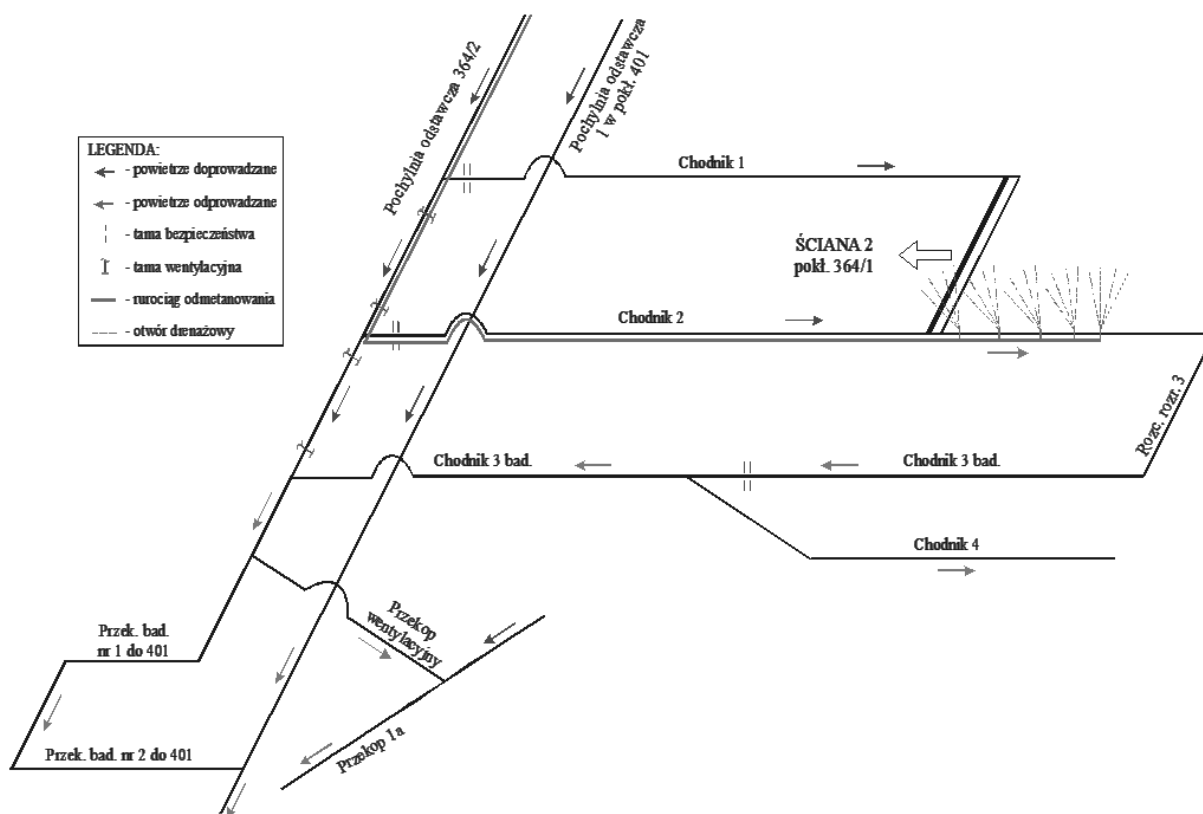 Pochylnia odstawcza 364/2
Pochylnia odstawcza
1 w pokł. 401
LEGENDA:
- powietrze doprowadzane
- powietrze odprowadzane
- tama bezpieczeństwa
- tama wentylacyjna
- rurociąg odmetanowania
- otwór drenażowy
Chodnik 1
ŚCIANA 2
pokł. 364/1
Chodnik 2
Rozc. rozr. 3
Chodnik 3 bad.
Chodnik 3 bad.
Chodnik 4
Przekop
wentylacyjny
Przek. bad.
nr 1 do 401
Przek. bad. nr 2 do 401
Przekop 1a